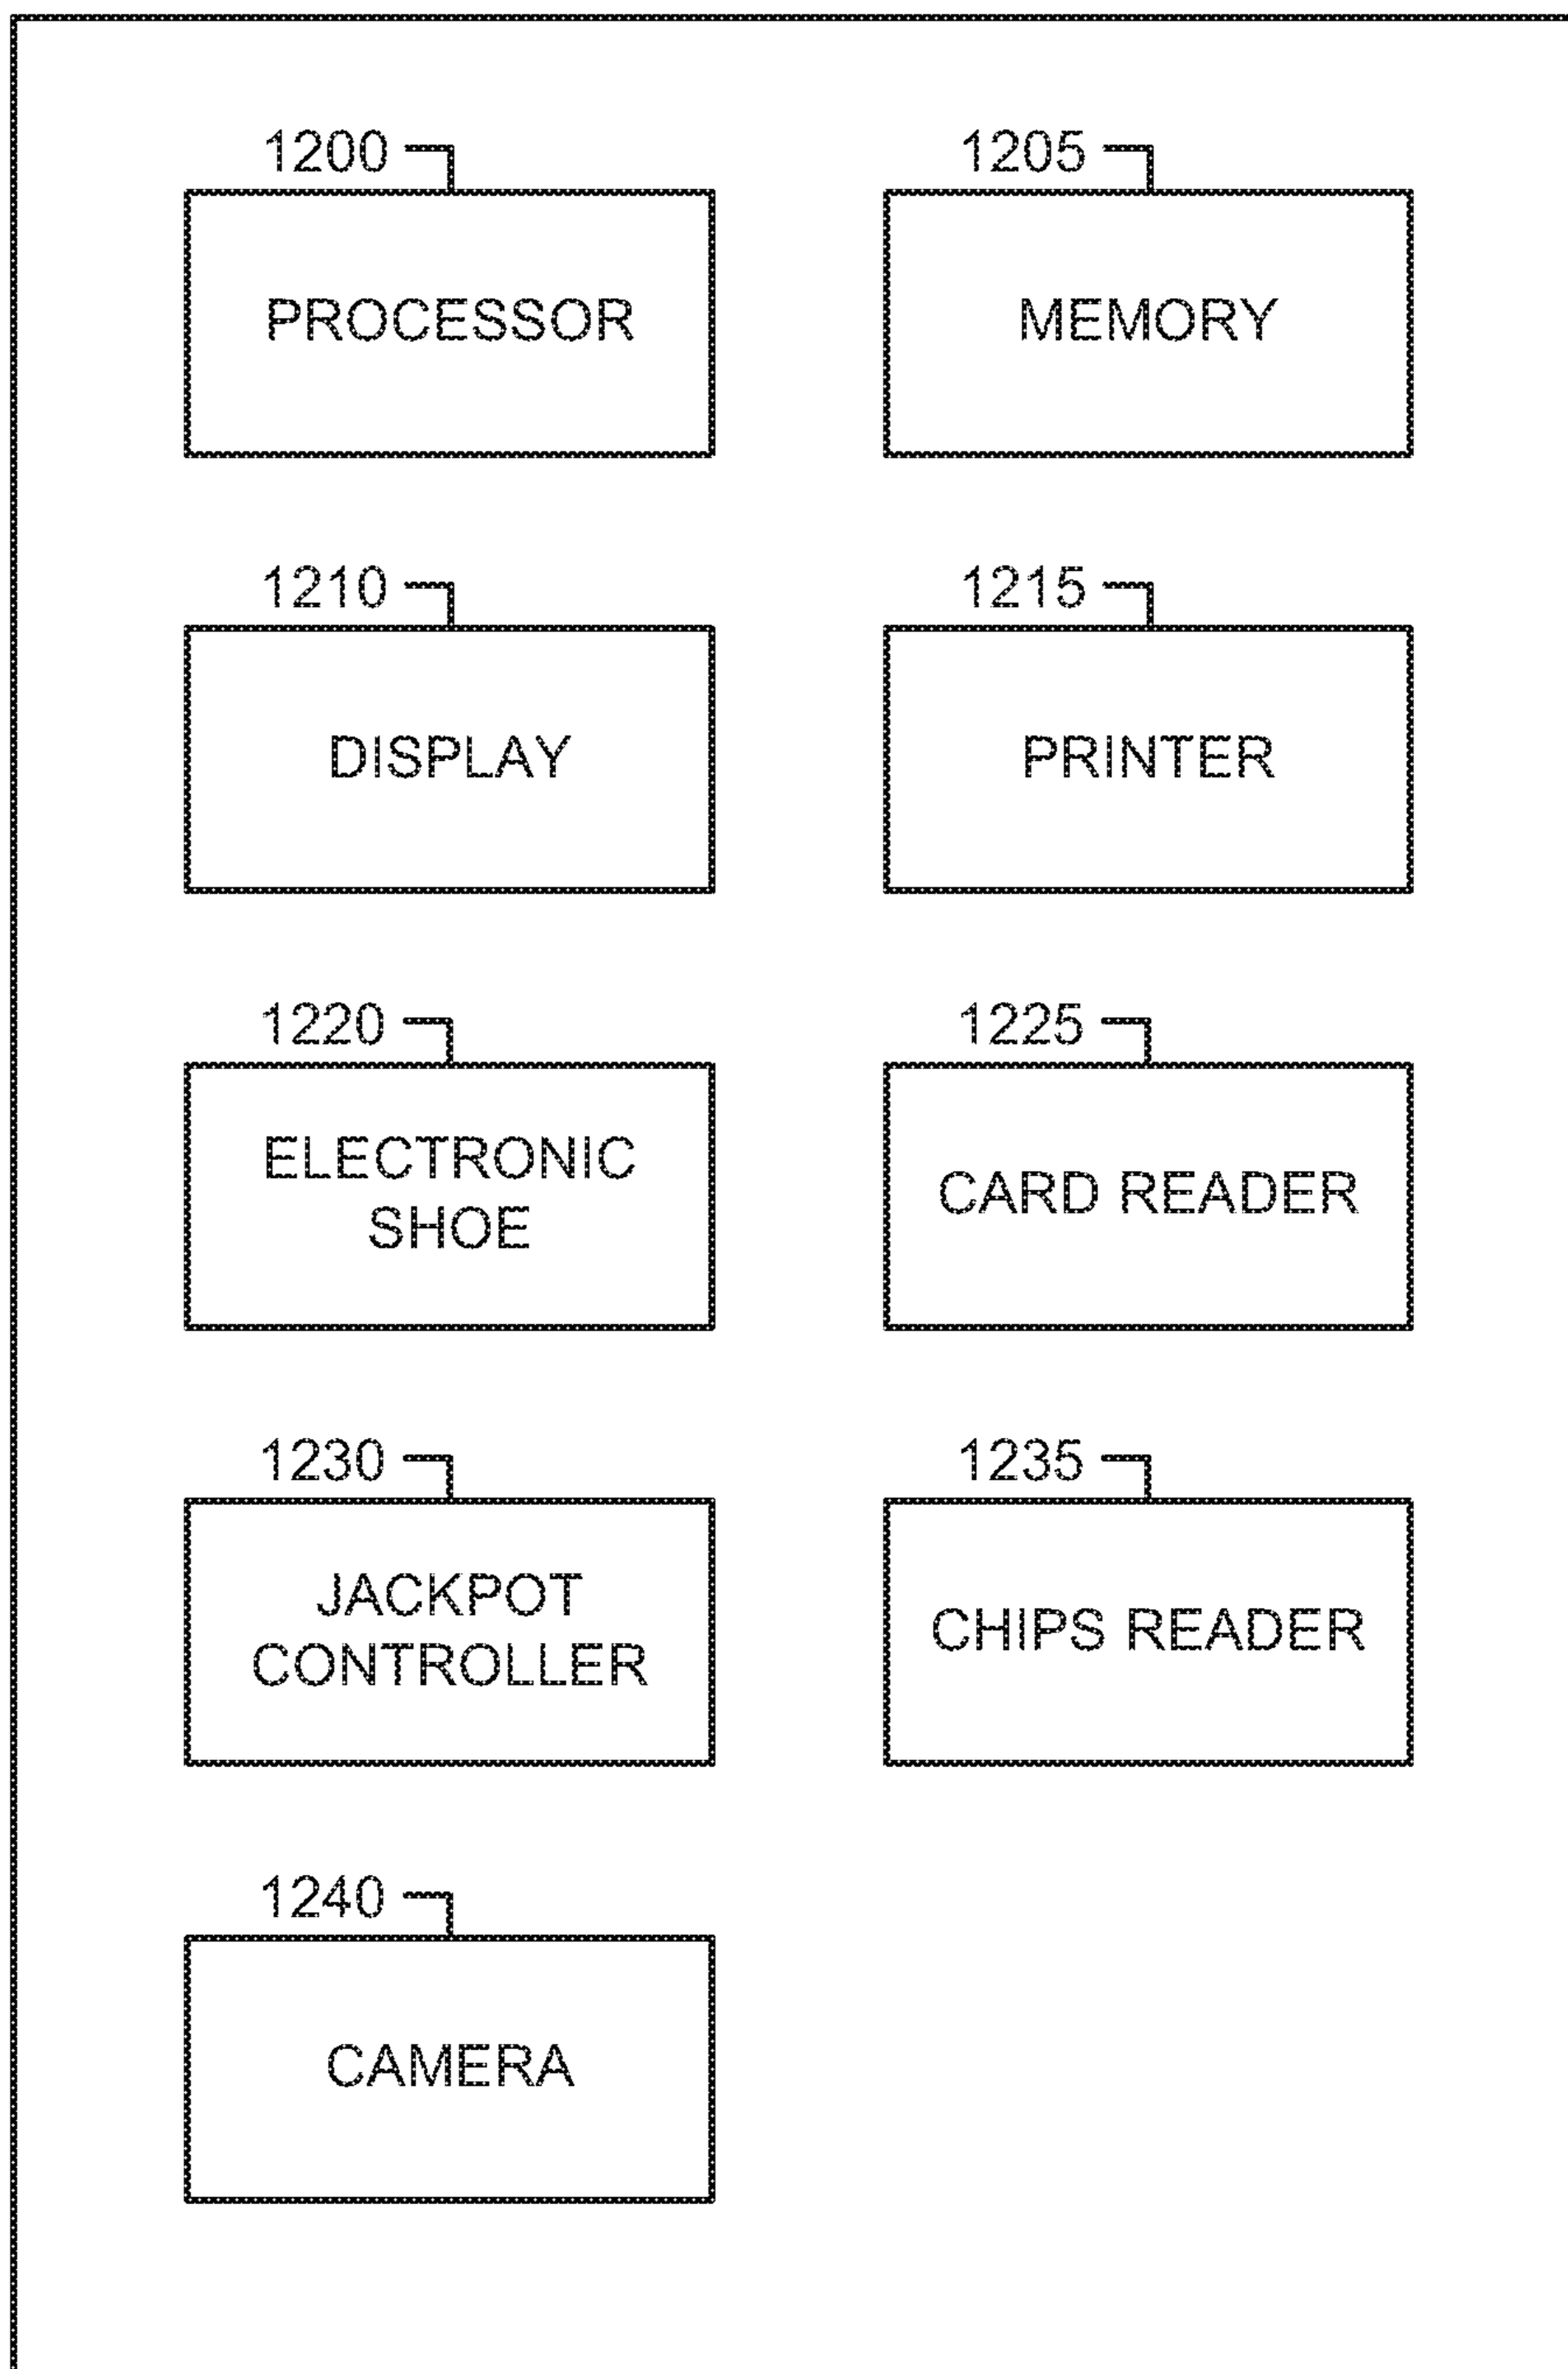 1200
1205
PROCESSOR
MEMORY
1210
1215
DISPLAY
PRINTER
1220
1225
ELECTRONIC
SHOE
CARD READER
1230
1235
JACKPOT
CONTROLLER
CHIPS READER
1240
CAMERA